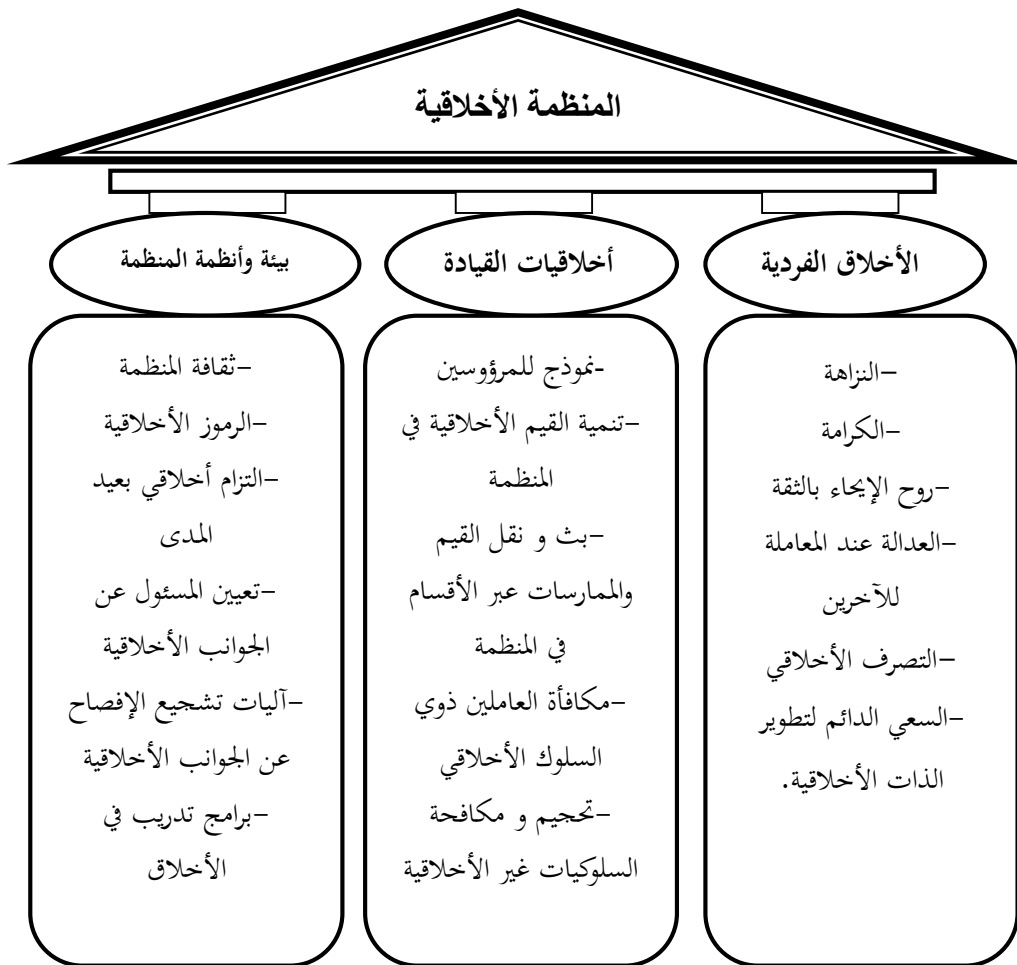 المنظمة الأخلاقية
الأخلاق الفردية
-النزاهة
-الكرامة
-روح الإيحاء بالثقة
-العدالة عند المعاملة
للآخرين
-التصرف الأخلاقي
-السعي الدائم لتطوير
الذات الأخلاقية.
أخلاقيات القيادة
-نموذج للمرؤوسين
-تنمية القيم الأخلاقية في
المنظمة
-بث و نقل القيم
والممارسات عبر الأقسام
في المنظمة
-مكافأة العاملين ذوي
السلوك الأخلاقي
-تحجيم و مكافحة
السلوكيات غير الأخلاقية
بيئة وأنظمة المنظمة
-ثقافة المنظمة
-الرموز الأخلاقية
-التزام أخلاقي بعيد
المدى
-تعيين المسئول عن
الجوانب الأخلاقية
-آليات تشجيع الإفصاح
عن الجوانب الأخلاقية
-برامج تدريب في
الأخلاق